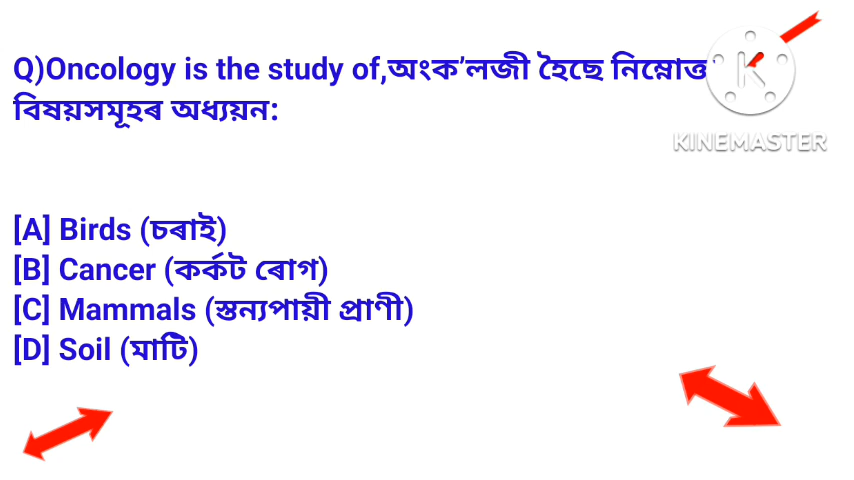 Q)Oncology is the study of,অংক’লজী হৈছে
বিষয়সমূহৰ অধ্যয়ন:
KINEMASTER
[A] Birds (চৰাই)
[B] Cancer (কৰ্কট ৰোগ)
[C] Mammals (স্তন্যপায়ী প্ৰাণী)
[D] Soil (মাটি)